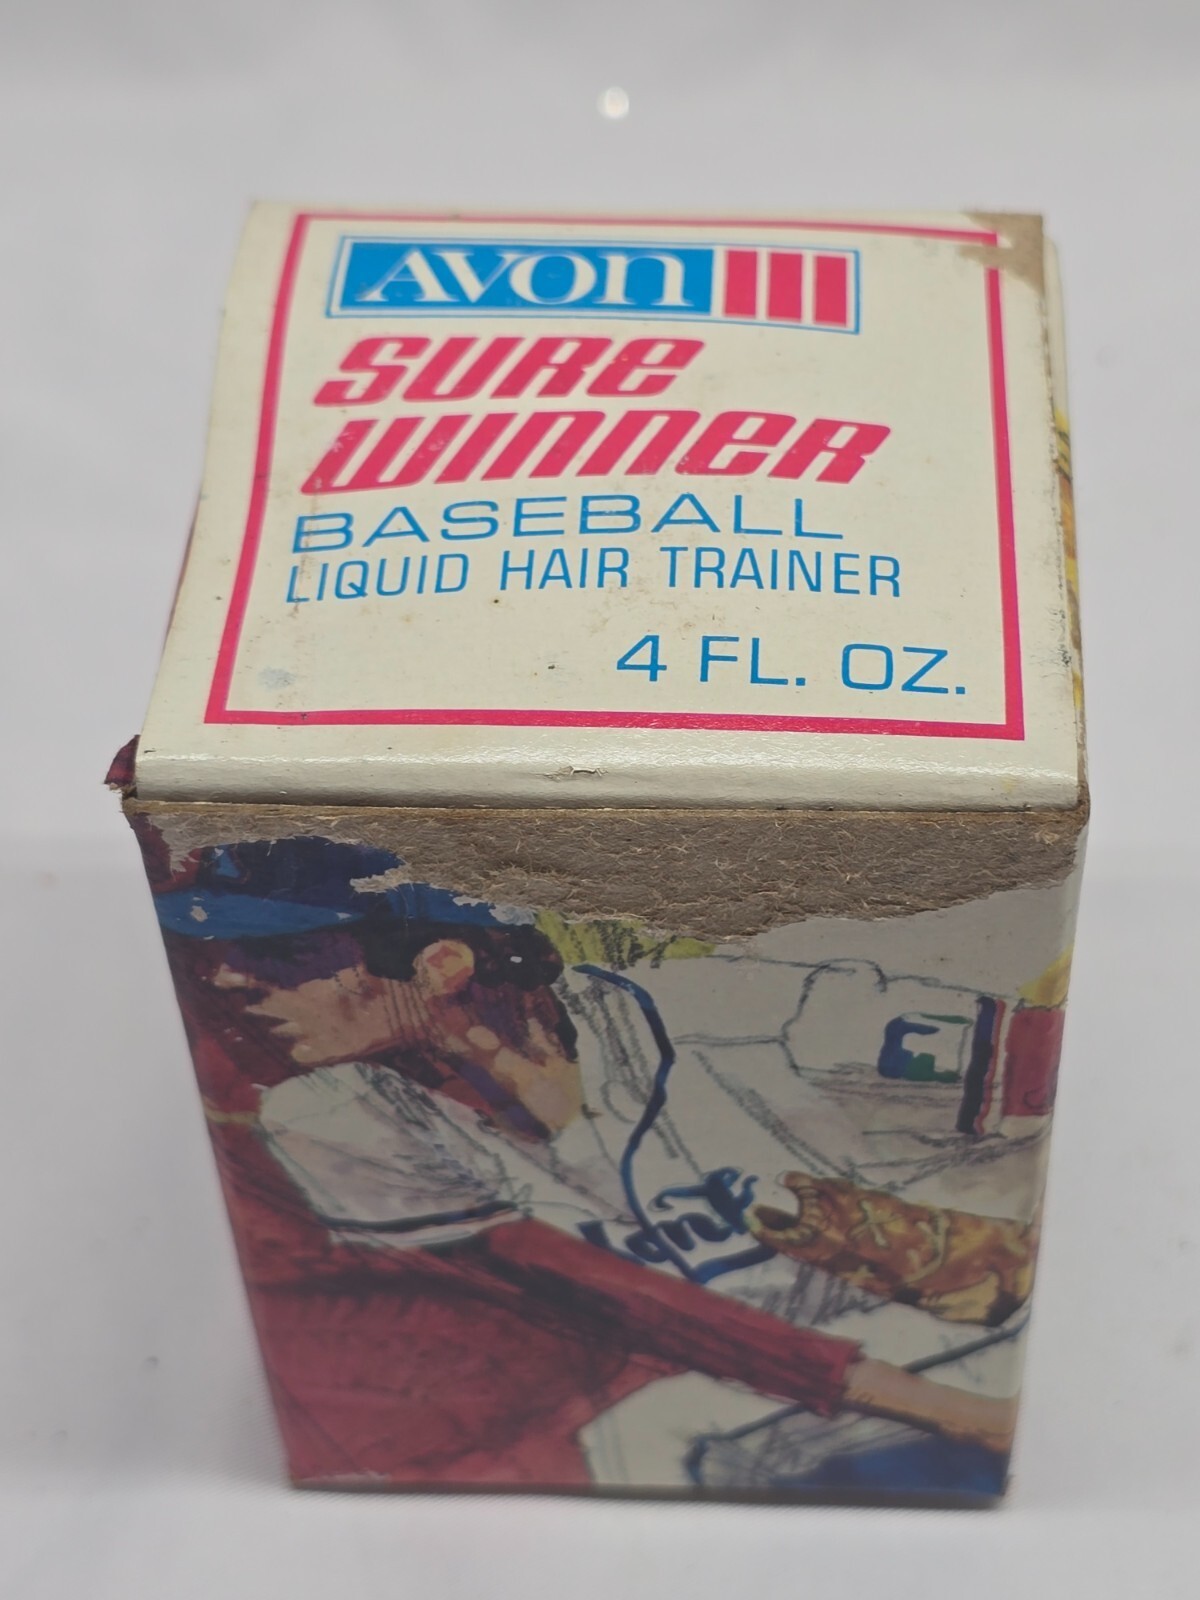 AVON
SURE
WINNER
BASEBALL
LIQUID HAIR TRAINER
4 FL. OZ.